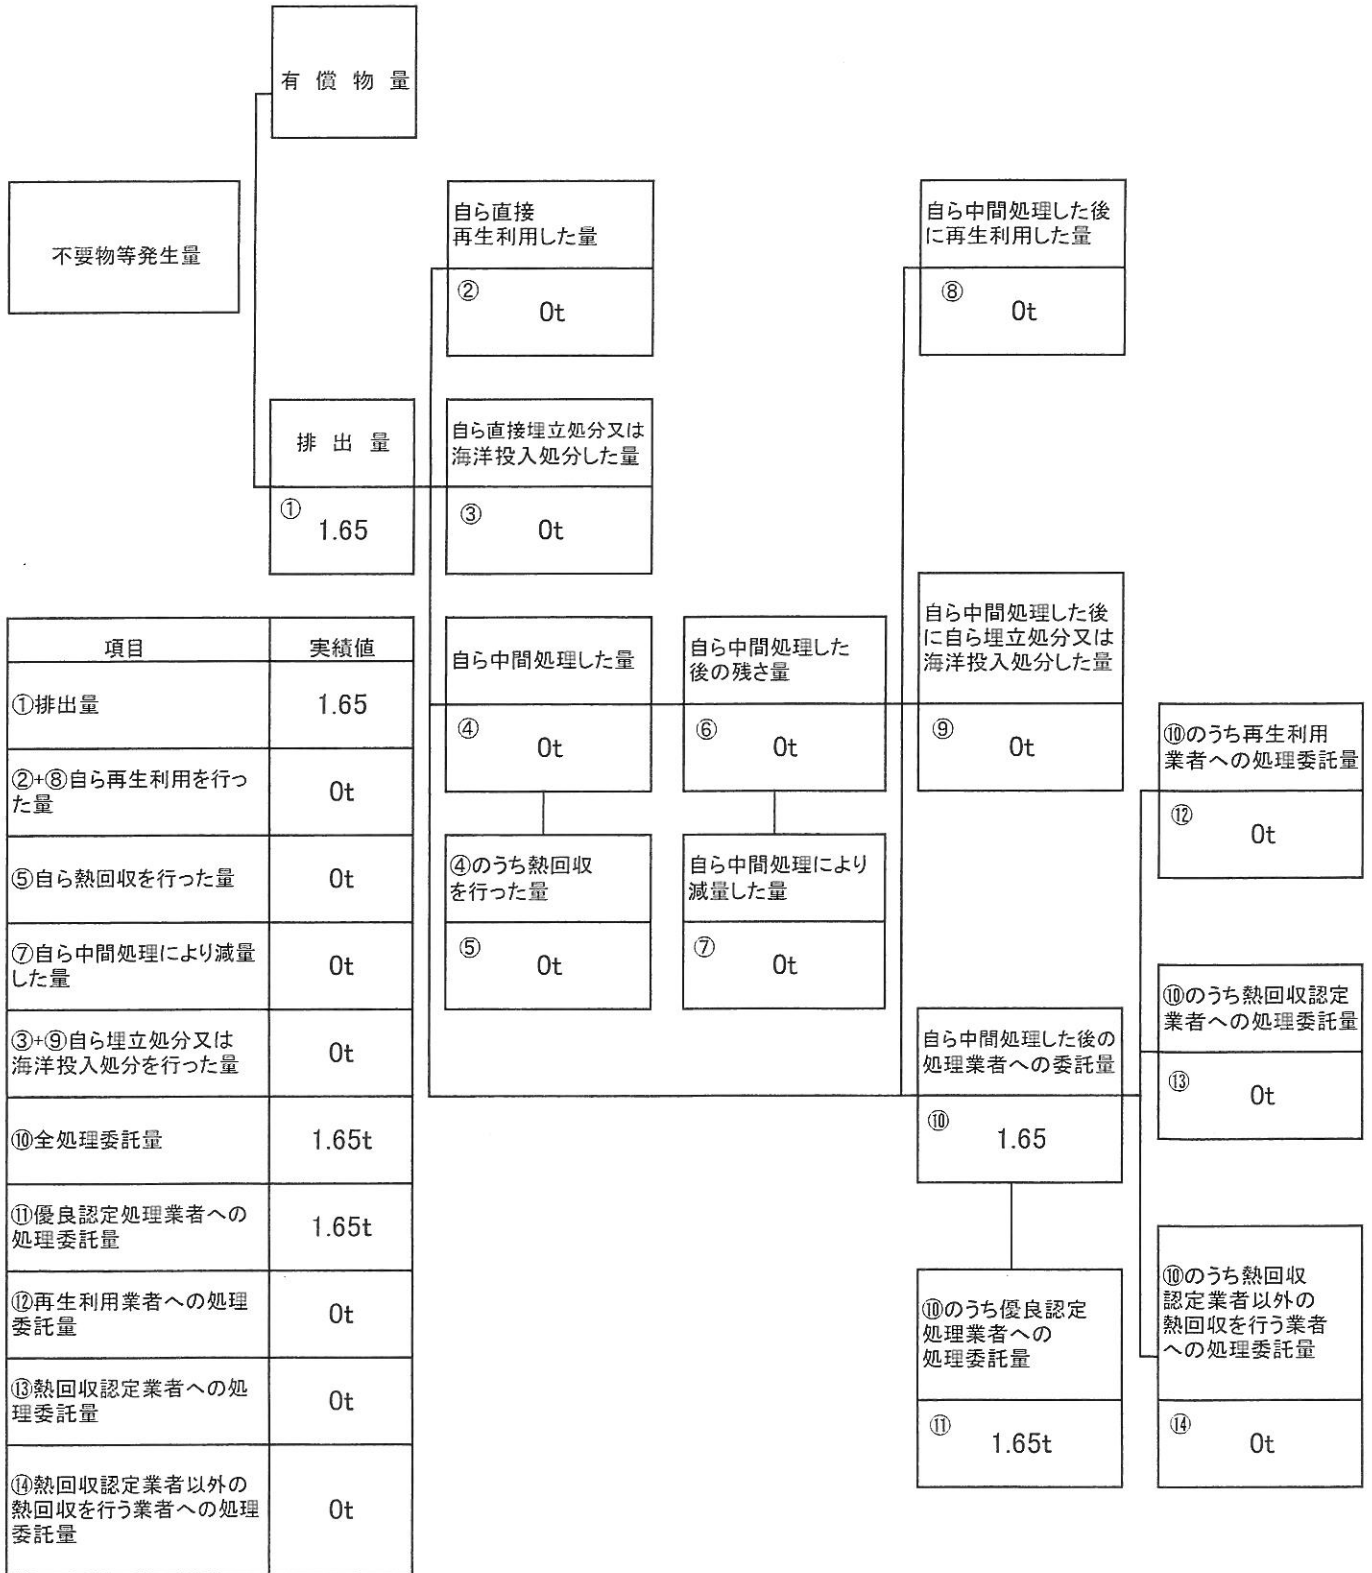 有 償 物 量
不要物等発生量
自ら直接
再生利用した量
②
0t
自ら中間処理した後
に再生利用した量
⑧
0t
排 出 量
①
1.65
自ら直接埋立処分又は
海洋投入処分した量
③
0t
自ら中間処理した量
④
0t
自ら中間処理した
後の残さ量
⑥
0t
自ら中間処理した後
に自ら埋立処分又は
海洋投入処分した量
⑨
0t
⑩のうち再生利用
業者への処理委託量
⑫
0t
④のうち熱回収
を行った量
⑤
0t
自ら中間処理により
減量した量
⑦
0t
⑩のうち熱回収認定
業者への処理委託量
⑬
0t
自ら中間処理した後の
処理業者への委託量
⑩
1.65
⑩のうち優良認定
処理業者への
処理委託量
⑪
1.65t
⑩のうち熱回収
認定業者以外の
熱回収を行う業者
への処理委託量
⑭
0t
項目 実績値
①排出量 1.65
②+⑧自ら再生利用を行っ
た量
0t
⑤自ら熱回収を行った量 0t
⑦自ら中間処理により減量
した量
0t
③+⑨自ら埋立処分又は
海洋投入処分を行った量
0t
⑩全処理委託量 1.65t
⑪優良認定処理業者への
処理委託量
1.65t
⑫再生利用業者への処理
委託量
0t
⑬熱回収認定業者への処
理委託量
0t
⑭熱回収認定業者以外の
熱回収を行う業者への処理
委託量
0t